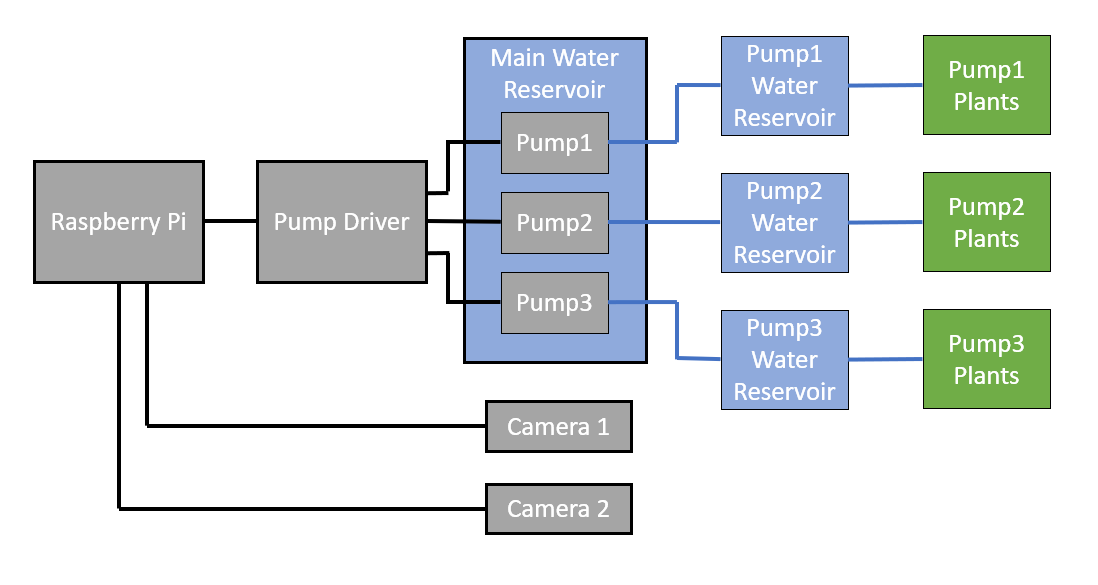 Raspberry Pi
Pump Driver
Main Water
Reservoir
Pump1
Pump2
Pump3
Pump1
Water
Reservoir
Pump1
Plants
Pump2
Water
Reservoir
Pump2
Plants
Pump3
Water
Reservoir
Pump3
Plants
Camera 1
Camera 2